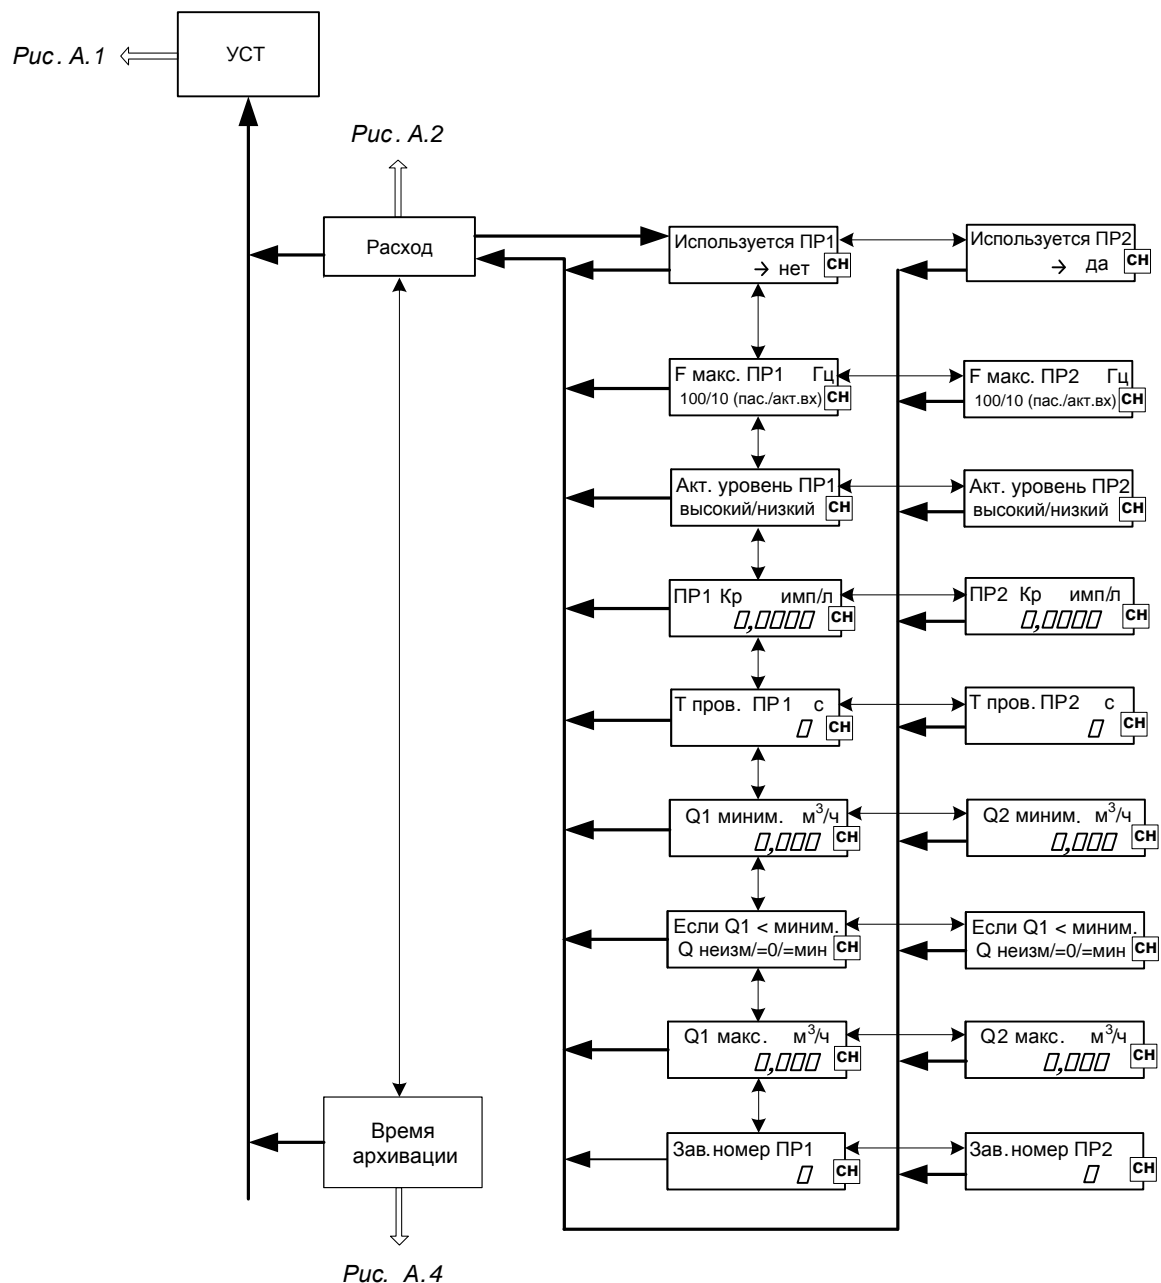 УСТ
Рис. А.1
Рис. А.2
Расход
Используется ПР1
→ нет
СН
Используется ПР2
→ да
СН
F макс. ПР1 Гц
100/10 (пас./акт.вх)
СН
F макс. ПР2 Гц
100/10 (пас./акт.вх)
СН
Акт. уровень ПР1
высокий/низкий
СН
Акт. уровень ПР2
высокий/низкий
СН
ПР1 Кр имп/л
0,0000
СН
ПР2 Кр имп/л
0,0000
СН
Т пров. ПР1 с
0
СН
Т пров. ПР2 с
0
СН
Q1 миним. м³/ч
0,000
СН
Q2 миним. м³/ч
0,000
СН
Если Q1 < миним.
Q неизм/=0/=мин
СН
Если Q1 < миним.
Q неизм/=0/=мин
СН
Q1 макс. м³/ч
0,000
СН
Q2 макс. м³/ч
0,000
СН
Время
архивации
Зав.номер ПР1
0
СН
Зав.номер ПР2
0
СН
Рис. А.4